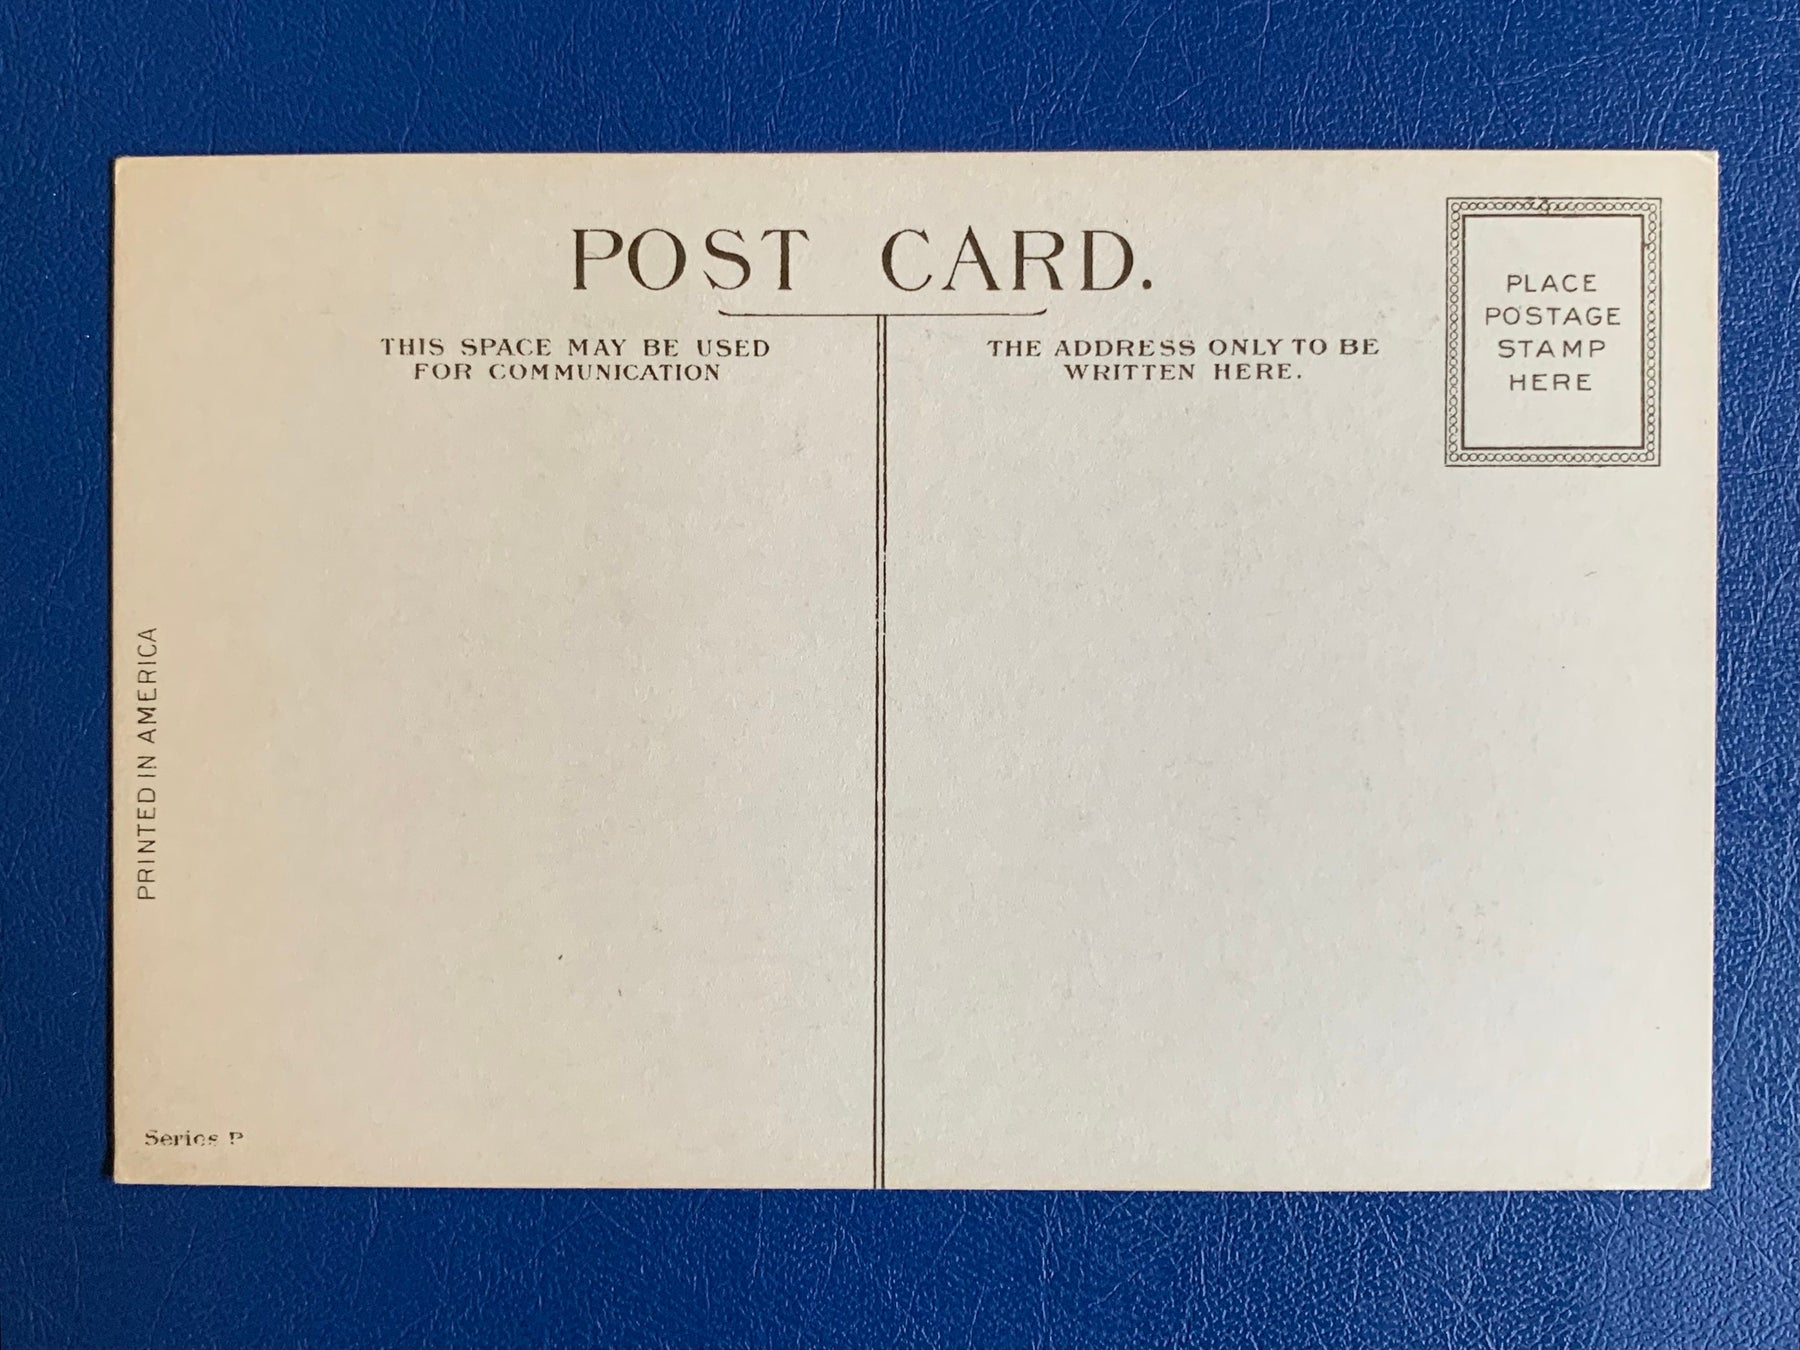 POST CARD.
THIS SPACE MAY BE USED
FOR COMMUNICATION
THE ADDRESS ONLY TO BE
WRITTEN HERE.
PLACE
POSTAGE
STAMP
HERE
PRINTED IN AMERICA
Series P